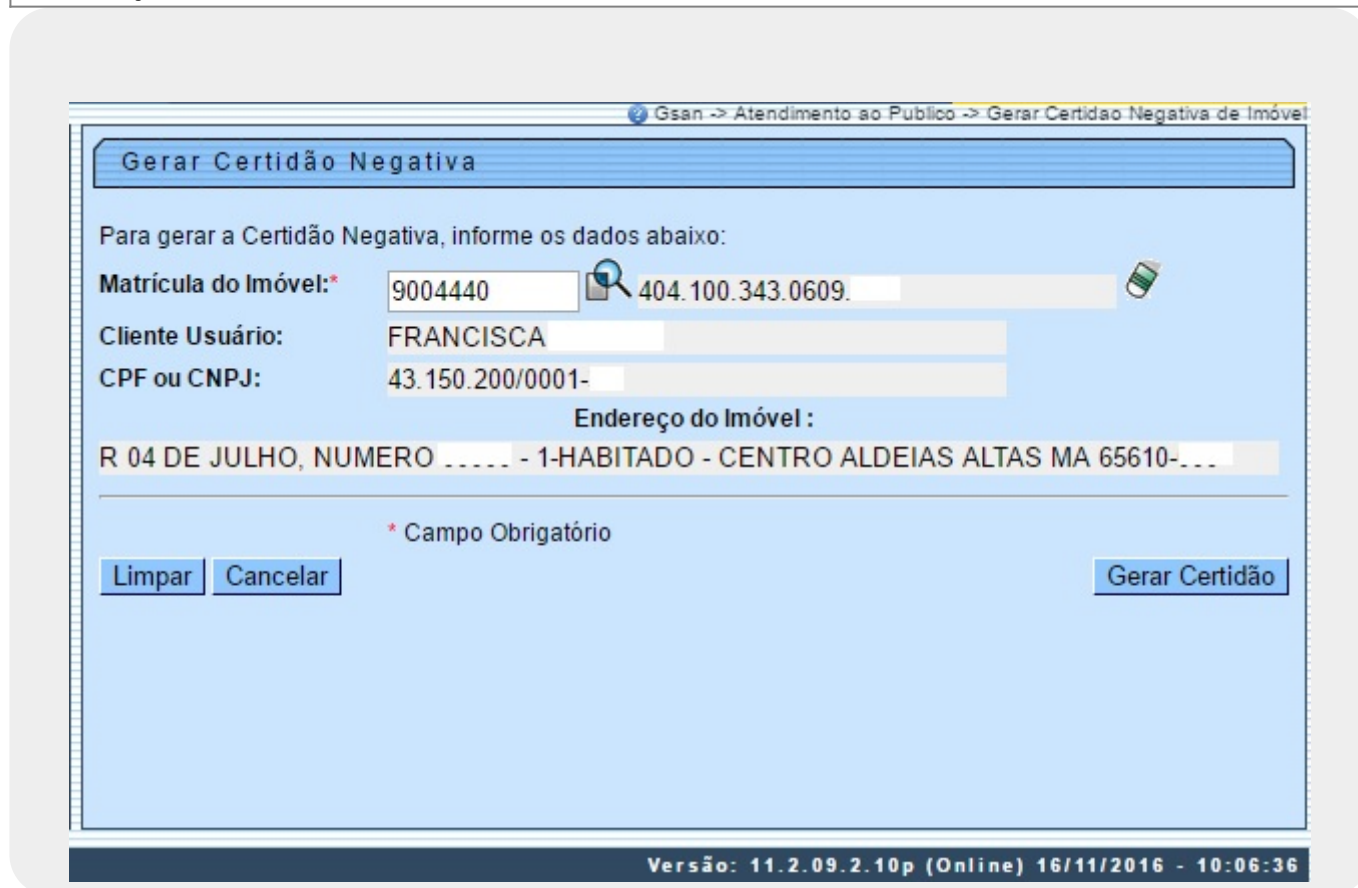 Gsan -> Atendimento ao Publico -> Gerar Certidao Negativa de Imóvel
Gerar Certidão Negativa
Para gerar a Certidão Negativa, informe os dados abaixo:
Matrícula do Imóvel:* 9004440 404.100.343.0609.
Cliente Usuário: FRANCISCA
CPF ou CNPJ: 43.150.200/0001-
Endereço do Imóvel :
R 04 DE JULHO, NUMERO - 1-HABITADO - CENTRO ALDEIAS ALTAS MA 65610-
* Campo Obrigatório
Limpar Cancelar Gerar Certidão
Versão: 11.2.09.2.10p (Online) 16/11/2016 - 10:06:36